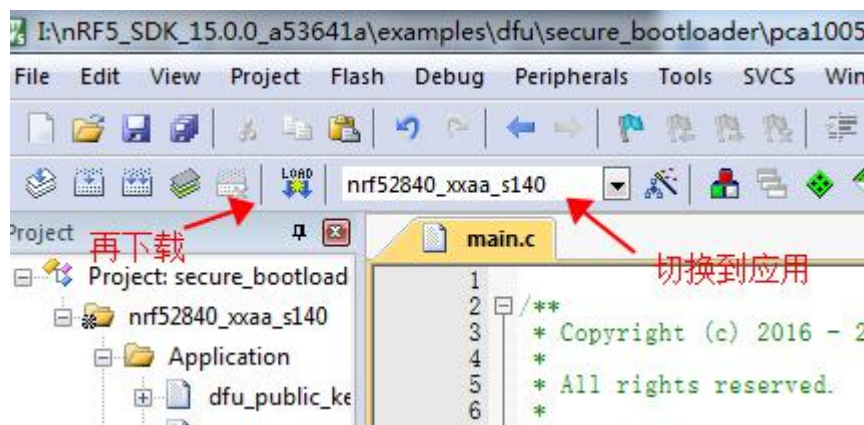 I:\nRF5_SDK_15.0.0_a53641a\examples\dfu\secure_bootloader\pca1005
File Edit View Project Flash Debug Peripherals Tools SVCS Win
LOAD
nrf52840_xxaa_s140
Project
再下载
main.c
切换到应用
Project: secure_bootload
nrf52840_xxaa_s140
Application
dfu_public_ke
1
2 /**
3 * Copyright (c) 2016 - 2
4 *
5 * All rights reserved.
6 *